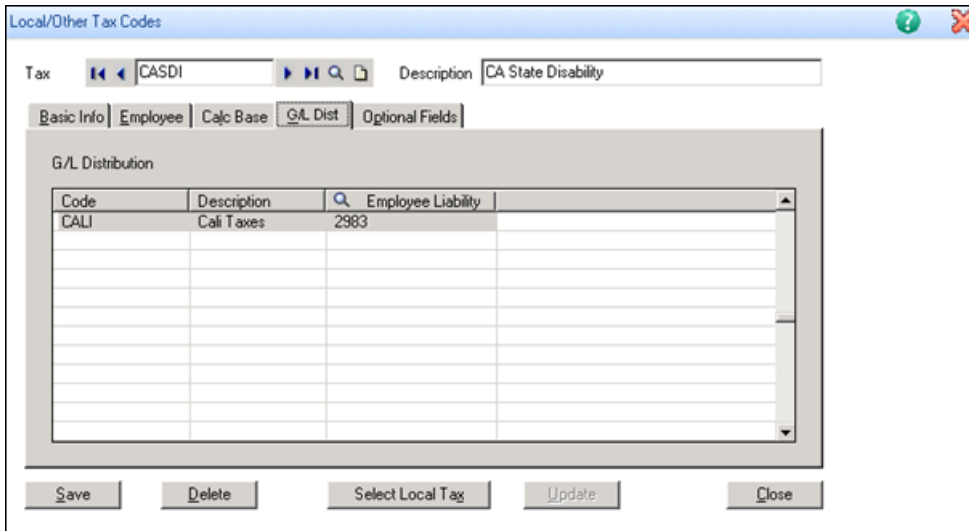 Local/Other Tax Codes
Tax CASDI Description CA State Disability
Basic Info Employee Calc Base G/L Dist Optional Fields
G/L Distribution
Code Description Employee Liability
CALI Cali Taxes 2983
Save Delete Select Local Tax Update Close